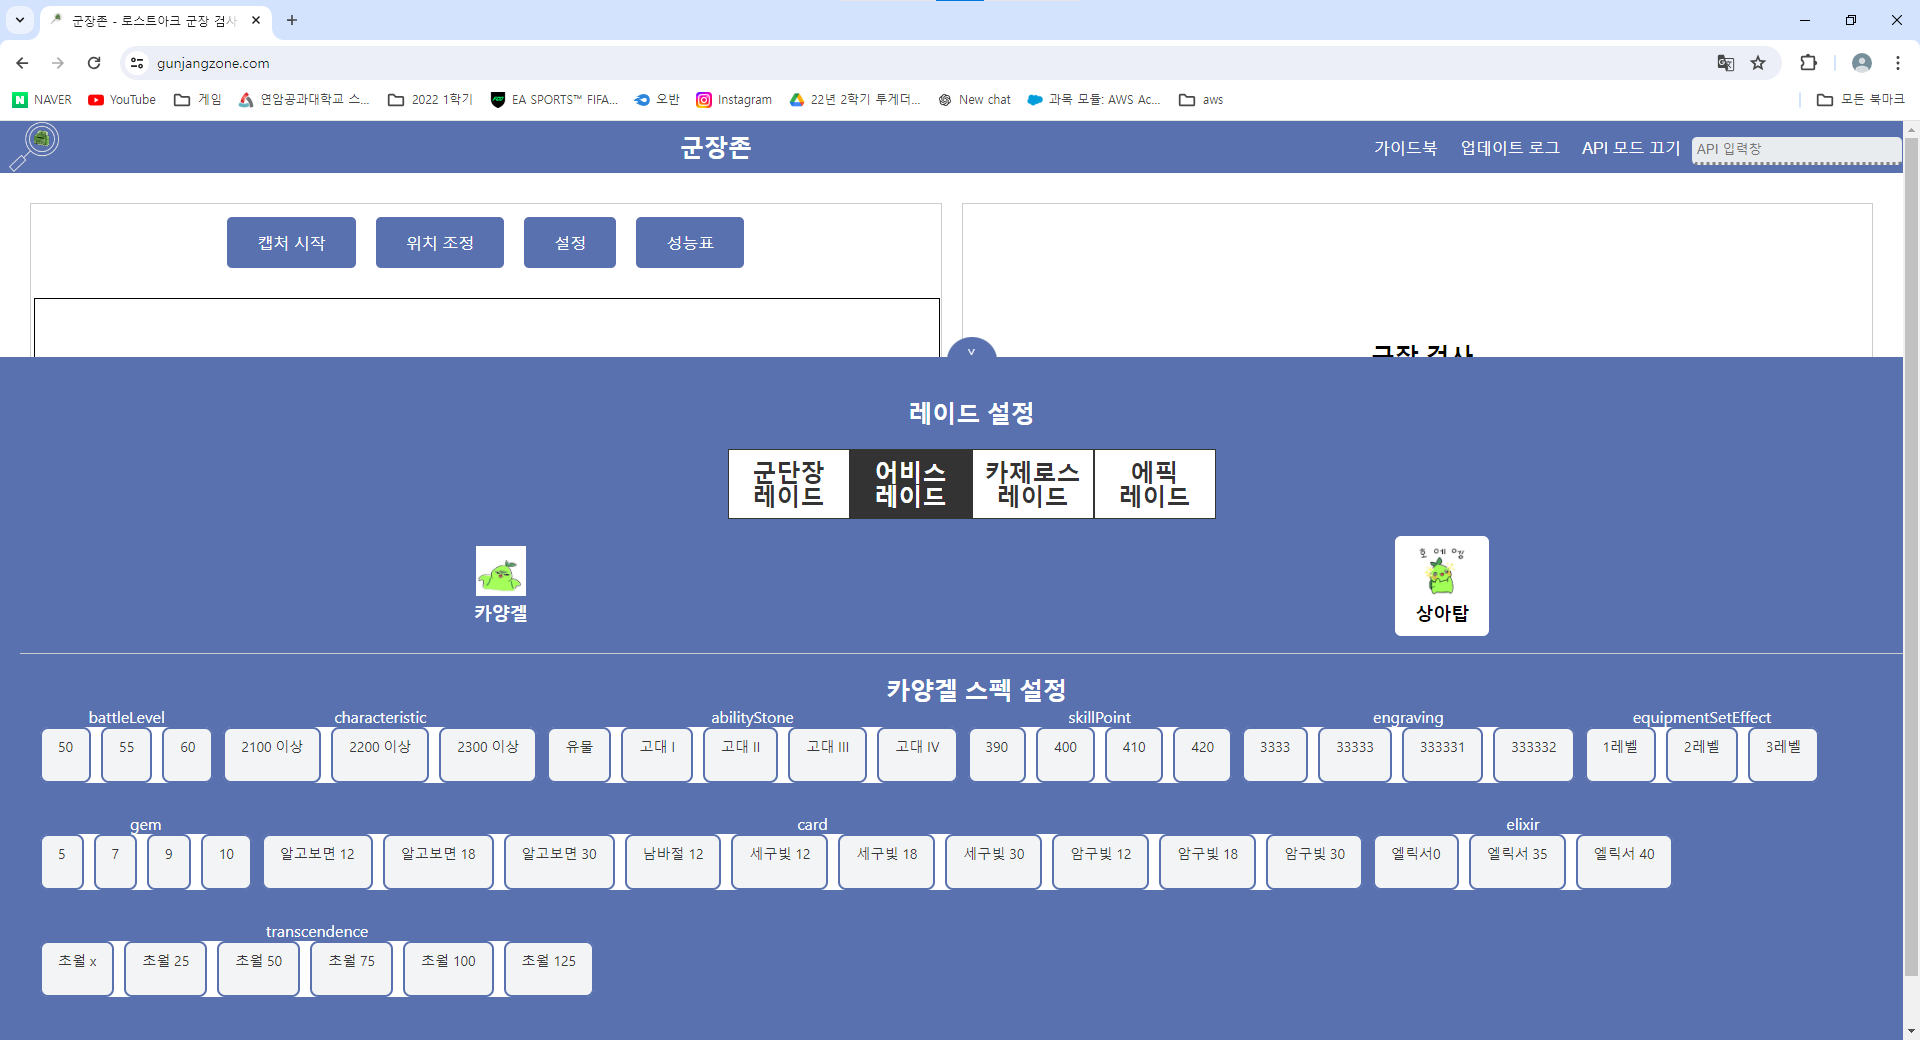 군장존 - 로스트아크 군장 검사
gunjangzone.com
NAVER
YouTube
게임
연암공과대학교 스...
2022 1학기
EA SPORTS™ FIFA...
오반
Instagram
22년 2학기 투게더...
New chat
과목 모듈: AWS Ac...
aws
모든 북마크
군장존
가이드북
업데이트 로그
API 모드 끄기
API 입력창
캡처 시작
위치 조정
설정
성능표
군장 검사
v
레이드 설정
군단장 레이드
어비스 레이드
카제로스 레이드
에픽 레이드
카양겔
호에엥
상아탑
카양겔 스펙 설정
battleLevel
50
55
60
characteristic
2100 이상
2200 이상
2300 이상
abilityStone
유물
고대 I
고대 II
고대 III
고대 IV
skillPoint
390
400
410
420
engraving
3333
33333
333331
333332
equipmentSetEffect
1레벨
2레벨
3레벨
gem
5
7
9
10
card
알고보면 12
알고보면 18
알고보면 30
남바절 12
세구빛 12
세구빛 18
세구빛 30
암구빛 12
암구빛 18
암구빛 30
elixir
엘릭서0
엘릭서 35
엘릭서 40
transcendence
초월 x
초월 25
초월 50
초월 75
초월 100
초월 125